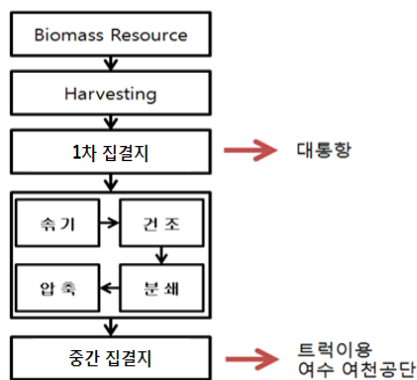 Biomass Resource
Harvesting
1차 집결지
대통항
솎 기
건 조
압 축
분 쇄
중간 집결지
트럭이용
여수 여천공단